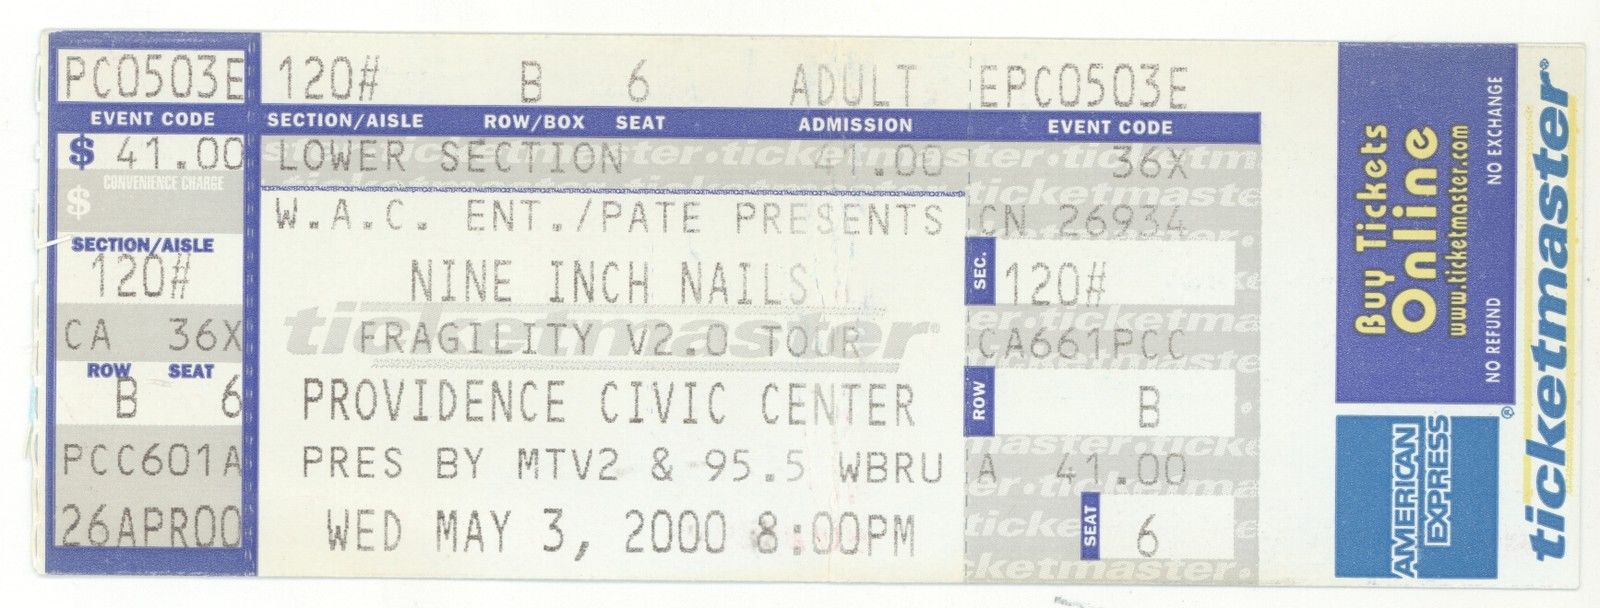 PC0503E
EVENT CODE
$ 41.00
CONVENIENCE CHARGE
$
SECTION/AISLE
120#
CA 36X
ROW SEAT
B 6
PCC601A
26APR00
120# B 6 ADULT EPC0503E
SECTION/AISLE ROW/BOX SEAT ADMISSION EVENT CODE
LOWER SECTION 41.00 36X
W.A.C. ENT./PATE PRESENTS
NINE INCH NAILS
ticketmaster
FRAGILITY V2.0 TOUR
PROVIDENCE CIVIC CENTER
PRES BY MTV2 & 95.5 WBRU
WED MAY 3, 2000 8:00PM
CN 26934
SEC. 120#
CA661PCC
ROW B
A 41.00
SEAT 6
Buy Tickets
Online
www.ticketmaster.com
NO REFUND NO EXCHANGE
AMERICAN
EXPRESS
®
ticketmaster®